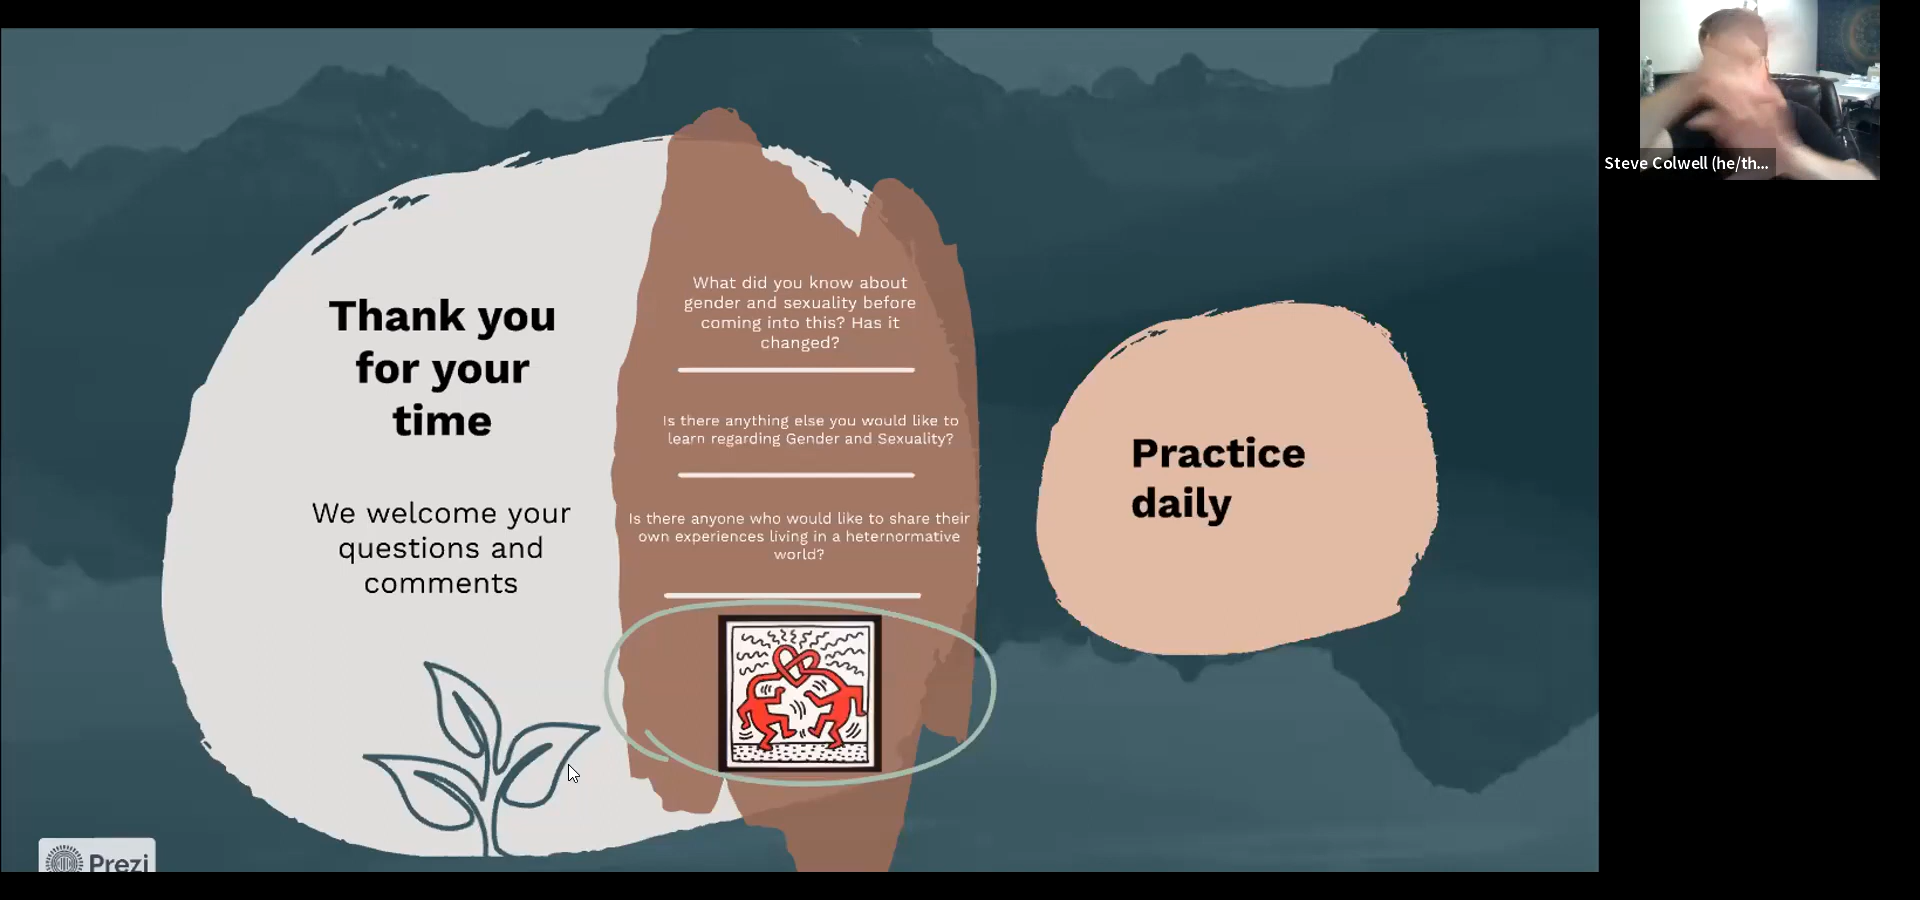 Thank you
for your
time
We welcome your
questions and
comments
What did you know about
gender and sexuality before
coming into this? Has it
changed?
Is there anything else you would like to
learn regarding Gender and Sexuality?
Is there anyone who would like to share their
own experiences living in a heternormative
world?
Practice
daily
Prezi
Steve Colwell (he/th...